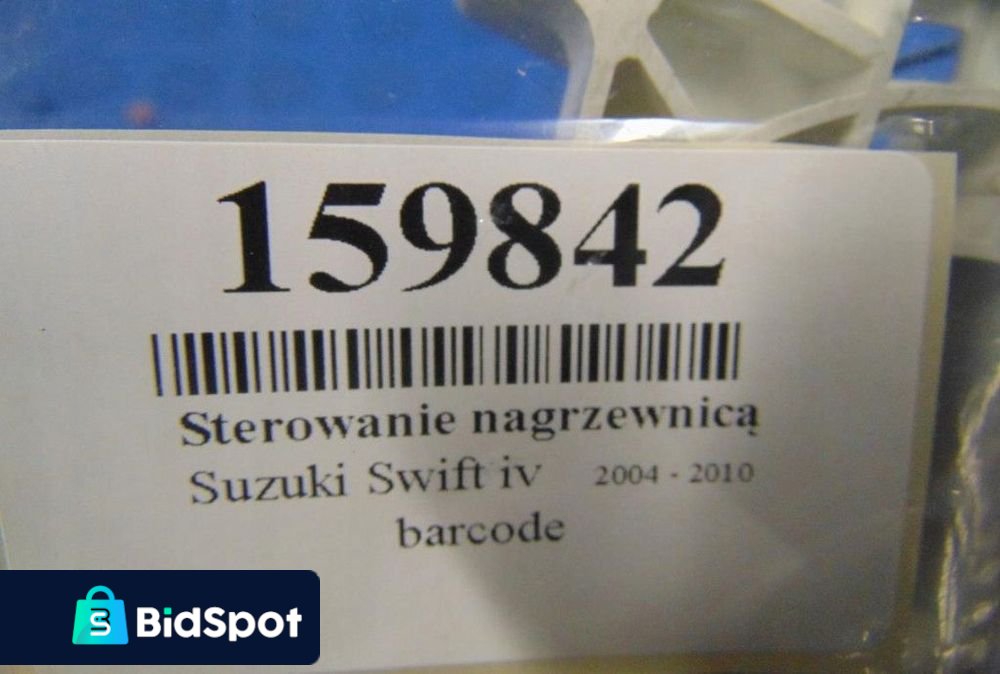 159842
Sterowanie nagrzewnicą
Suzuki Swift iv 2004 - 2010
barcode
BidSpot